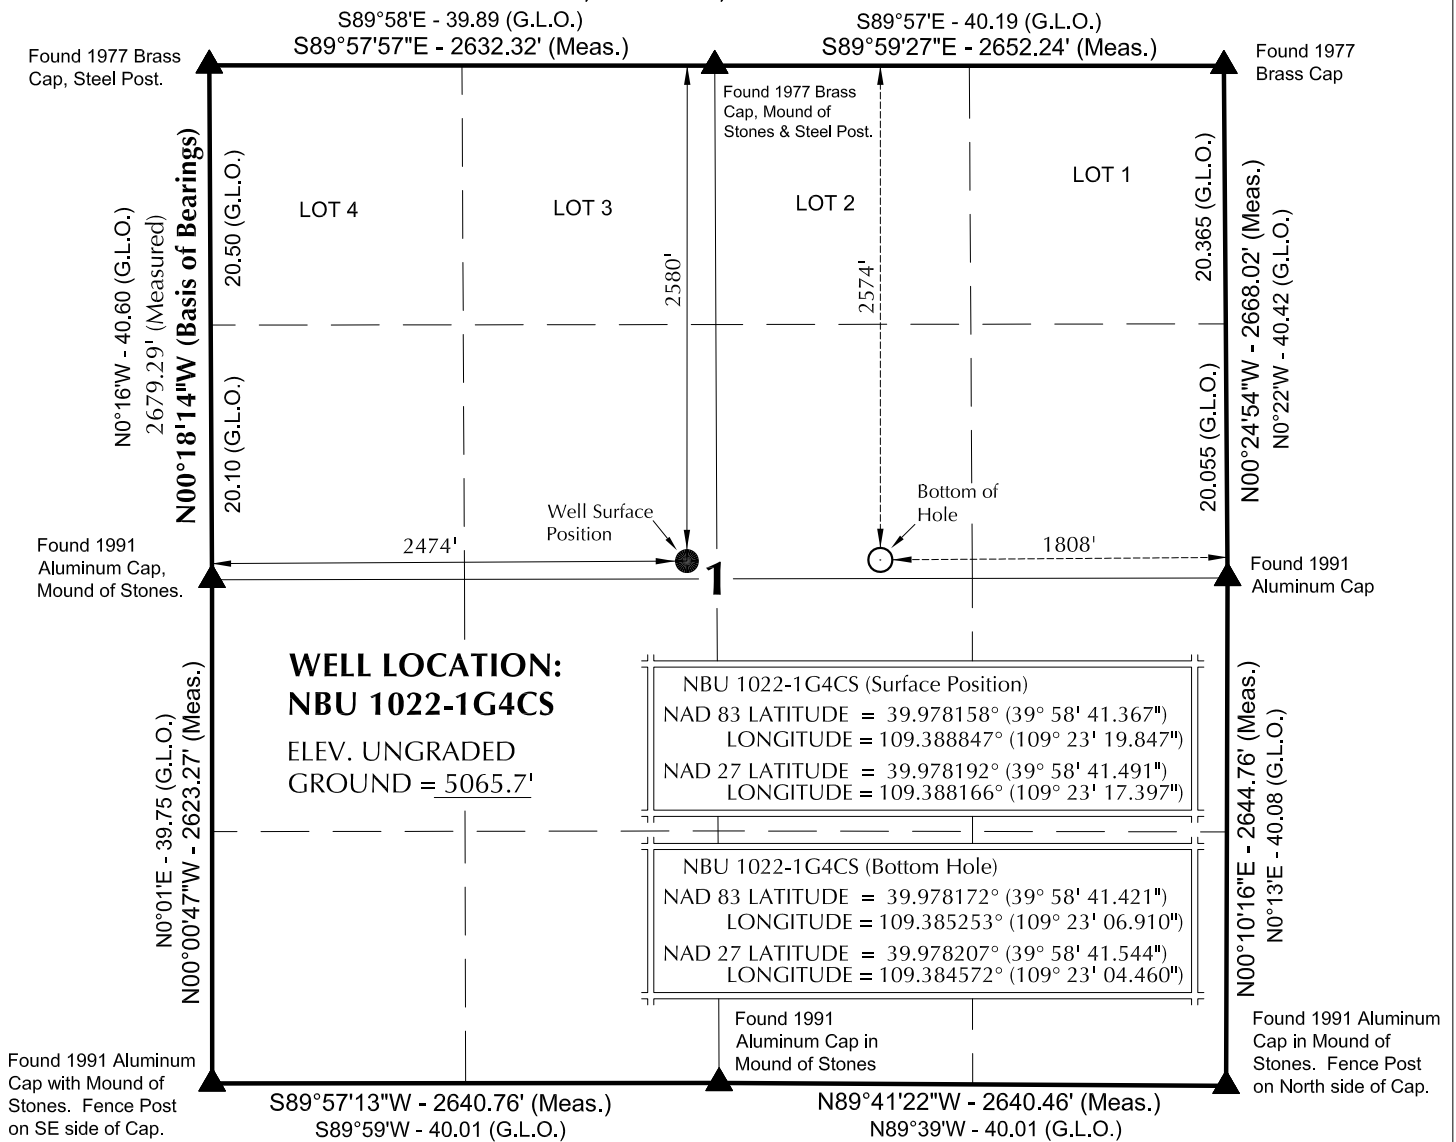 S89°58'E - 39.89 (G.L.O.)
S89°57'57"E - 2632.32' (Meas.)
S89°57'E - 40.19 (G.L.O.)
S89°59'27"E - 2652.24' (Meas.)
Found 1977 Brass
Cap, Steel Post.
Found 1977 Brass
Cap, Mound of
Stones & Steel Post.
Found 1977
Brass Cap
N0°16'W - 40.60 (G.L.O.)
2679.29' (Measured)
N00°18'14"W (Basis of Bearings)
20.50 (G.L.O.)
20.10 (G.L.O.)
LOT 4
LOT 3
LOT 2
LOT 1
2580'
2574'
20.365 (G.L.O.)
20.055 (G.L.O.)
N00°24'54"W - 2668.02' (Meas.)
N0°22'W - 40.42 (G.L.O.)
Well Surface
Position
Bottom of
Hole
2474'
1808'
1
Found 1991
Aluminum Cap,
Mound of Stones.
Found 1991
Aluminum Cap
WELL LOCATION:
NBU 1022-1G4CS
ELEV. UNGRADED
GROUND = 5065.7'
NBU 1022-1G4CS (Surface Position)
NAD 83 LATITUDE = 39.978158° (39° 58' 41.367")
LONGITUDE = 109.388847° (109° 23' 19.847")
NAD 27 LATITUDE = 39.978192° (39° 58' 41.491")
LONGITUDE = 109.388166° (109° 23' 17.397")
NBU 1022-1G4CS (Bottom Hole)
NAD 83 LATITUDE = 39.978172° (39° 58' 41.421")
LONGITUDE = 109.385253° (109° 23' 06.910")
NAD 27 LATITUDE = 39.978207° (39° 58' 41.544")
LONGITUDE = 109.384572° (109° 23' 04.460")
N0°01'E - 39.75 (G.L.O.)
N00°00'47"W - 2623.27' (Meas.)
N00°10'16"E - 2644.76' (Meas.)
N0°13'E - 40.08 (G.L.O.)
Found 1991 Aluminum
Cap with Mound of
Stones. Fence Post
on SE side of Cap.
Found 1991
Aluminum Cap in
Mound of Stones
Found 1991 Aluminum
Cap in Mound of
Stones. Fence Post
on North side of Cap.
S89°57'13"W - 2640.76' (Meas.)
S89°59'W - 40.01 (G.L.O.)
N89°41'22"W - 2640.46' (Meas.)
N89°39'W - 40.01 (G.L.O.)